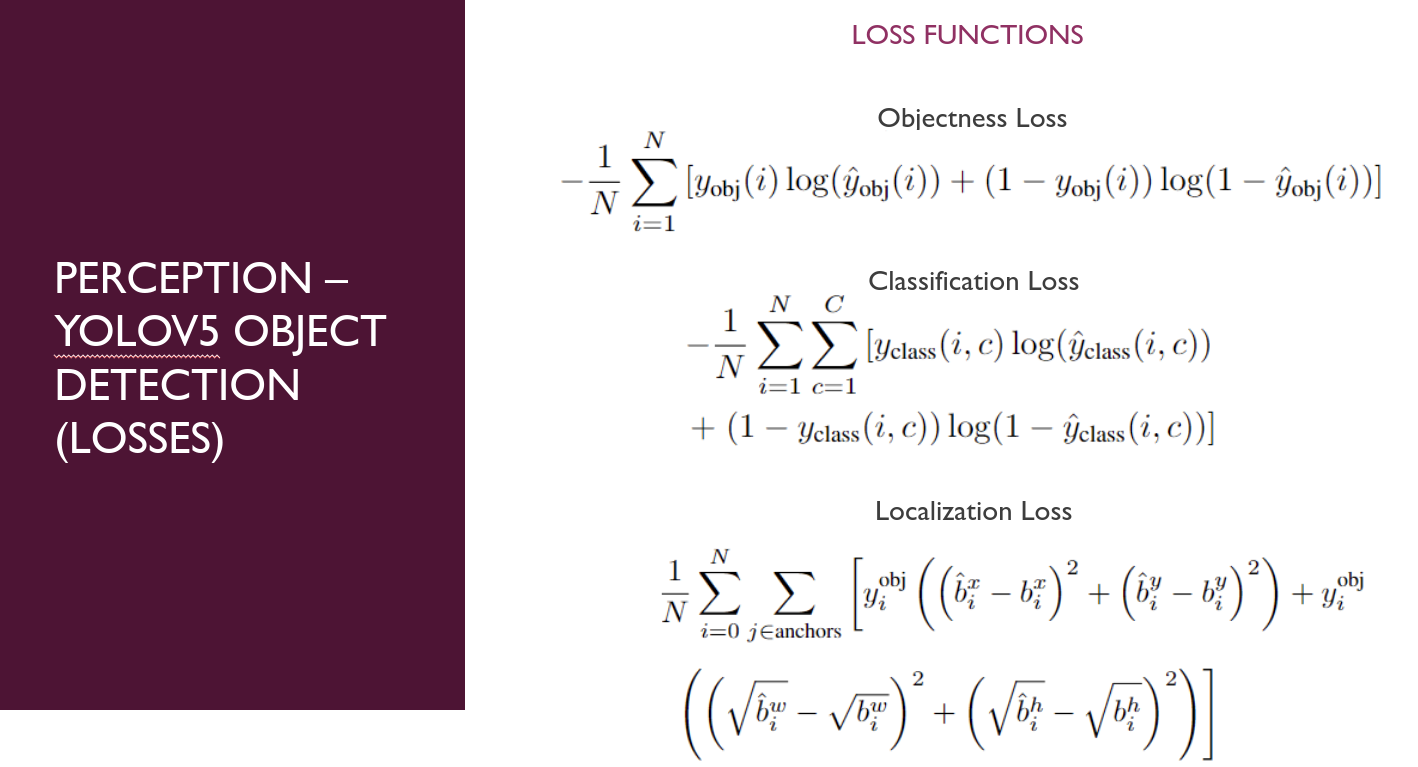 PERCEPTION –
YOLOV5 OBJECT
DETECTION
(LOSSES)
LOSS FUNCTIONS
Objectness Loss
$-\frac{1}{N}\sum_{i=1}^{N}[y_{\text{obj}}(i)\log(\hat{y}_{\text{obj}}(i)) + (1 - y_{\text{obj}}(i))\log(1 - \hat{y}_{\text{obj}}(i))]$
Classification Loss
$-\frac{1}{N}\sum_{i=1}^{N}\sum_{c=1}^{C}[y_{\text{class}}(i, c)\log(\hat{y}_{\text{class}}(i, c))$
$+ (1 - y_{\text{class}}(i, c))\log(1 - \hat{y}_{\text{class}}(i, c))]$
Localization Loss
$\frac{1}{N}\sum_{i=0}^{N}\sum_{j\in\text{anchors}}\left[y_i^{\text{obj}}\left(\left(\hat{b}_i^x - b_i^x\right)^2 + \left(\hat{b}_i^y - b_i^y\right)^2\right) + y_i^{\text{obj}}\right.$
$\left.\left(\left(\sqrt{\hat{b}_i^w} - \sqrt{b_i^w}\right)^2 + \left(\sqrt{\hat{b}_i^h} - \sqrt{b_i^h}\right)^2\right)\right]$